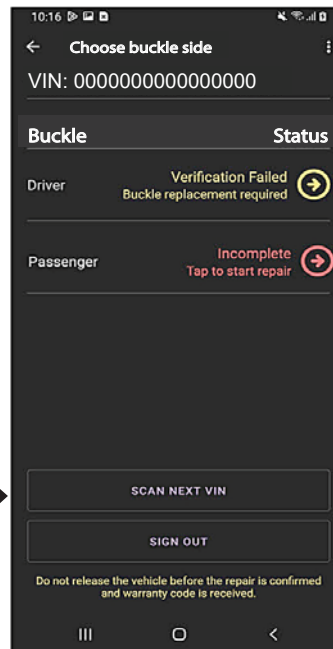 10:16
Choose buckle side
VIN: 0000000000000000
Buckle Status
Driver
Verification Failed
Buckle replacement required
Passenger
Incomplete
Tap to start repair
SCAN NEXT VIN
SIGN OUT
Do not release the vehicle before the repair is confirmed
and warranty code is received.